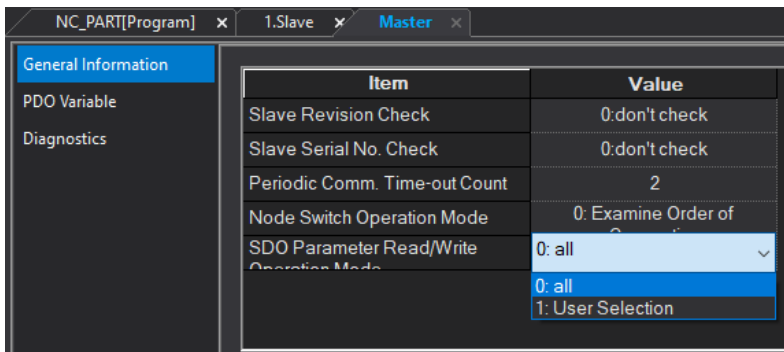 NC_PART[Program] x 1.Slave x Master x
General Information
PDO Variable
Diagnostics
Item Value
Slave Revision Check 0:don't check
Slave Serial No. Check 0:don't check
Periodic Comm. Time-out Count 2
Node Switch Operation Mode 0: Examine Order of
SDO Parameter Read/Write 0: all
Operation Mode
0: all
1: User Selection